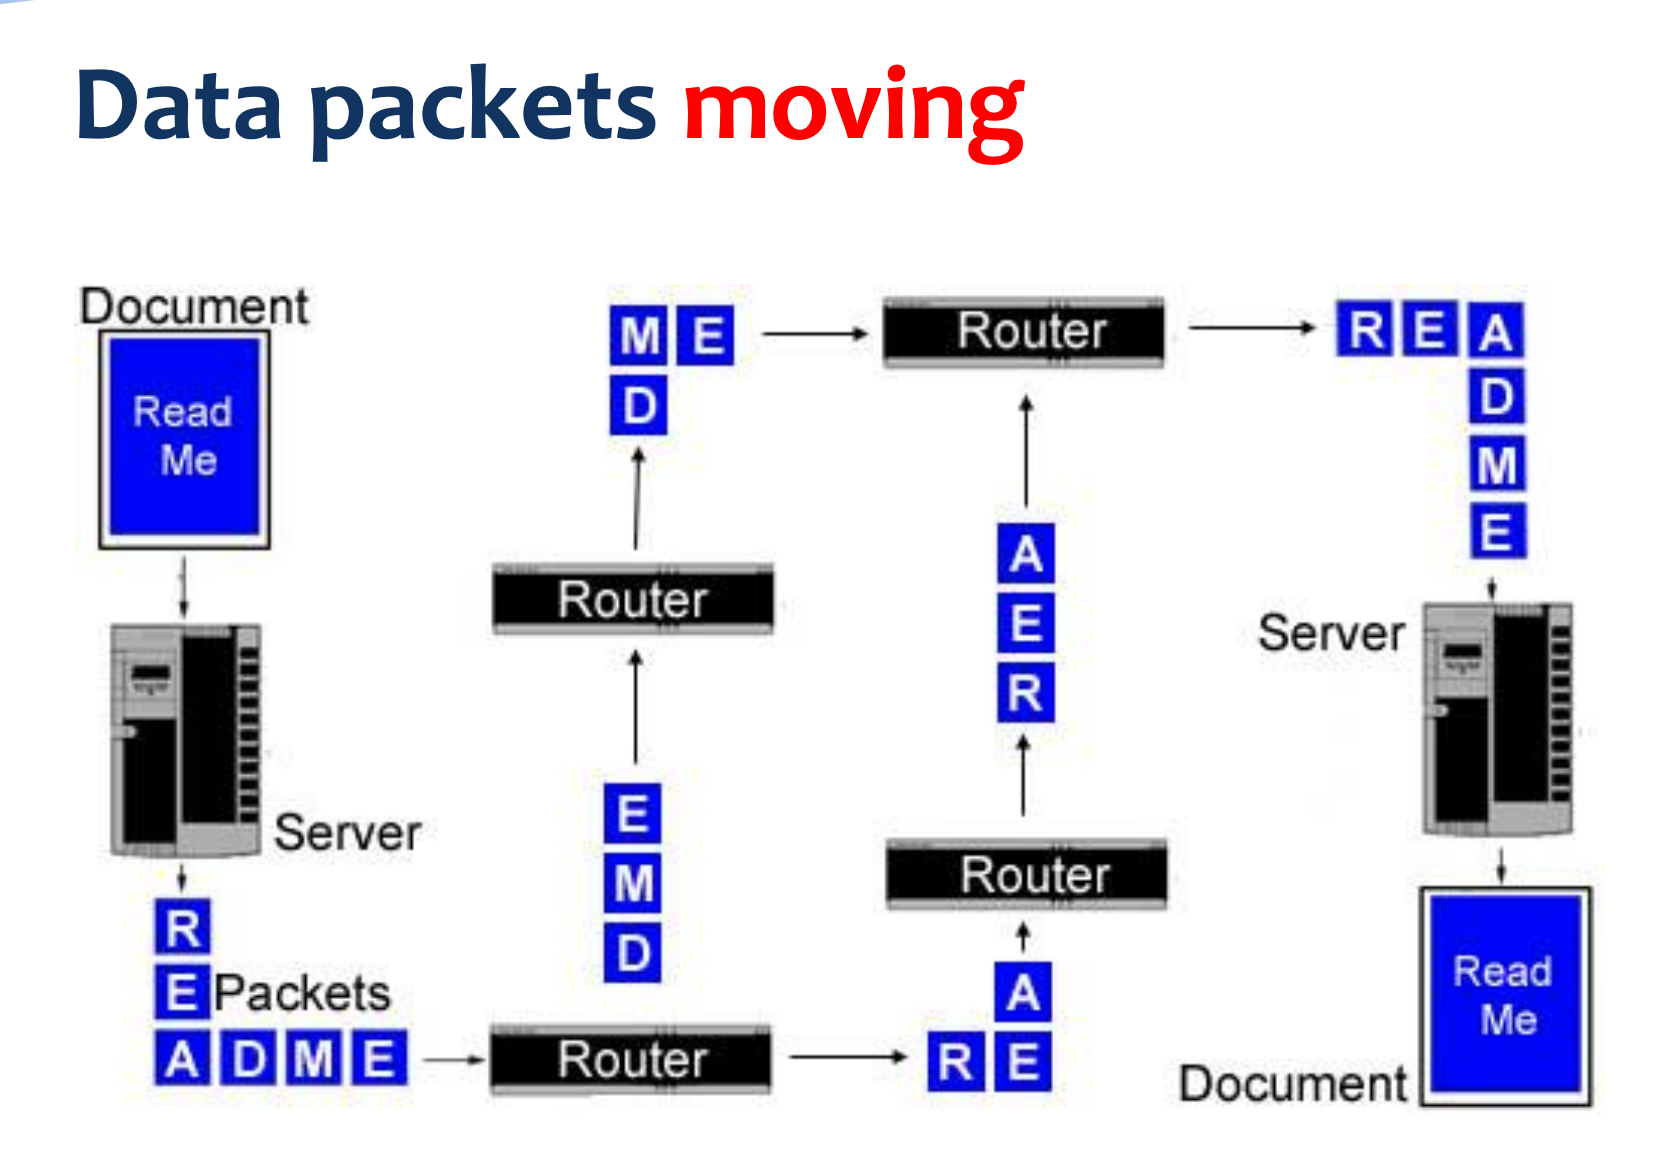 Data packets moving
Document
Read
Me
Server
R
E
Packets
A D M E
Router
E
M
D
Router
M E
D
Router
R E
A
Router
A
E
R
R E A
D
M
E
Server
Read
Me
Document